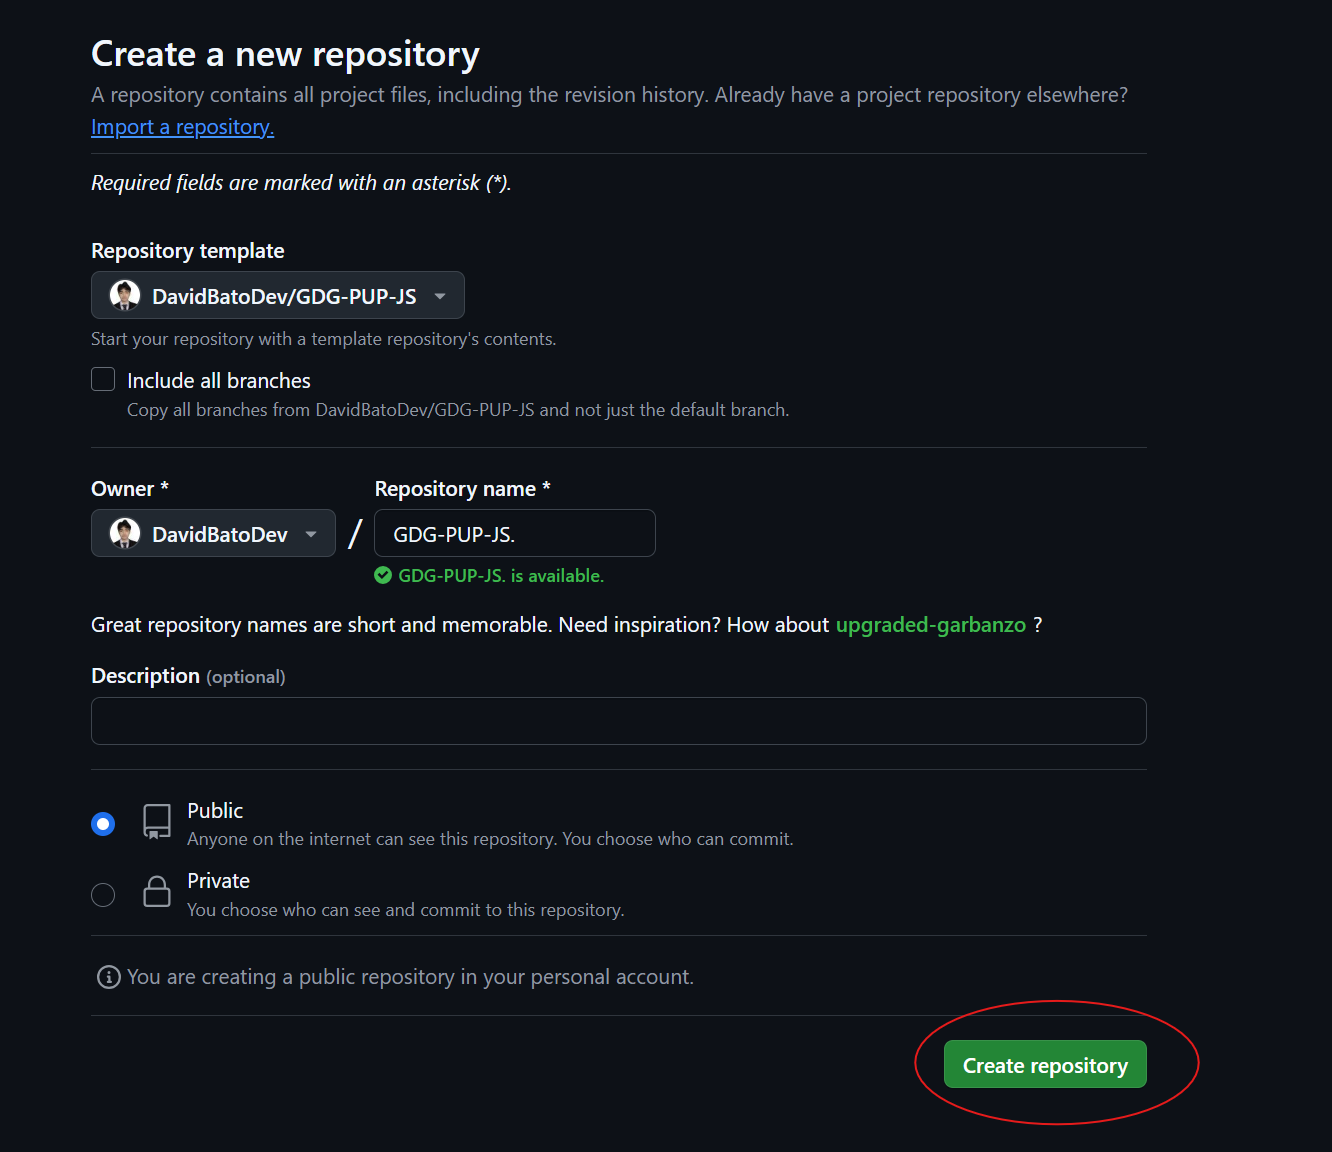 Create a new repository
A repository contains all project files, including the revision history. Already have a project repository elsewhere?
Import a repository.
Required fields are marked with an asterisk (*).
Repository template
DavidBatoDev/GDG-PUP-JS
Start your repository with a template repository's contents.
Include all branches
Copy all branches from DavidBatoDev/GDG-PUP-JS and not just the default branch.
Owner * Repository name *
DavidBatoDev / GDG-PUP-JS.
GDG-PUP-JS. is available.
Great repository names are short and memorable. Need inspiration? How about upgraded-garbanzo ?
Description (optional)
Public
Anyone on the internet can see this repository. You choose who can commit.
Private
You choose who can see and commit to this repository.
You are creating a public repository in your personal account.
Create repository